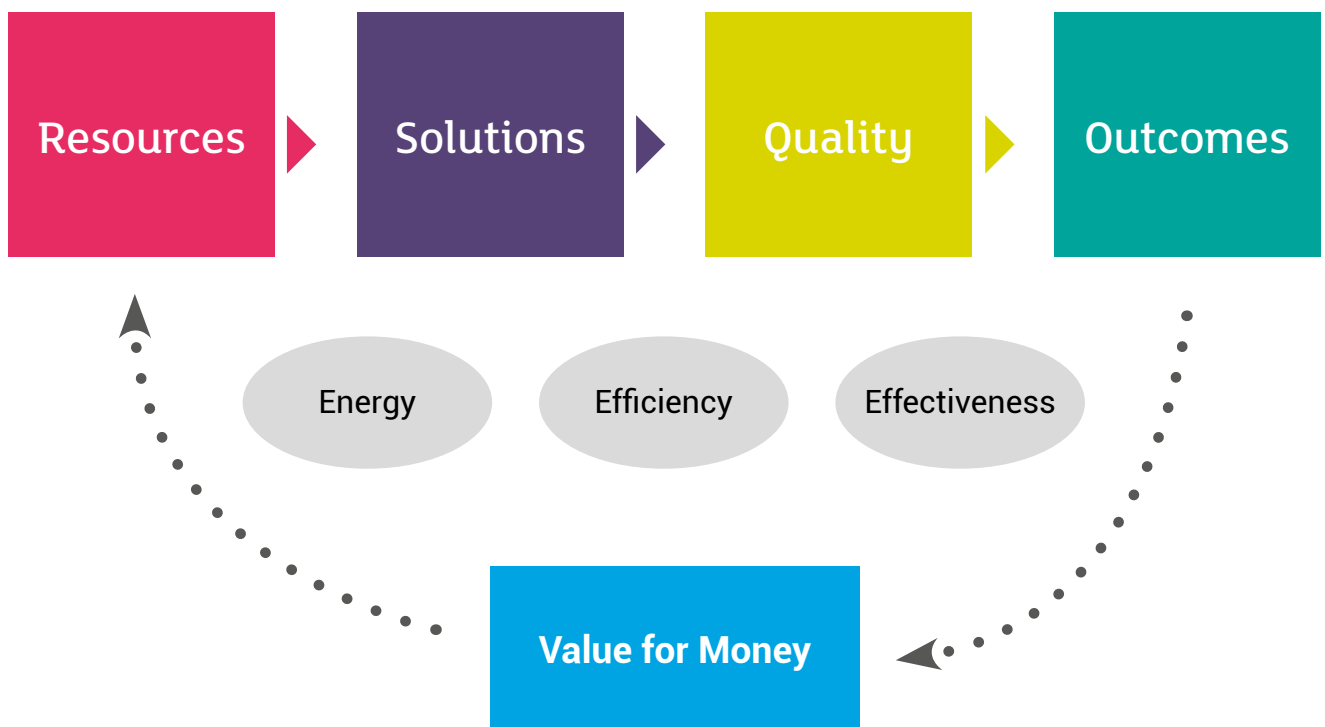 Resources
Solutions
Quality
Outcomes
Energy
Efficiency
Effectiveness
Value for Money